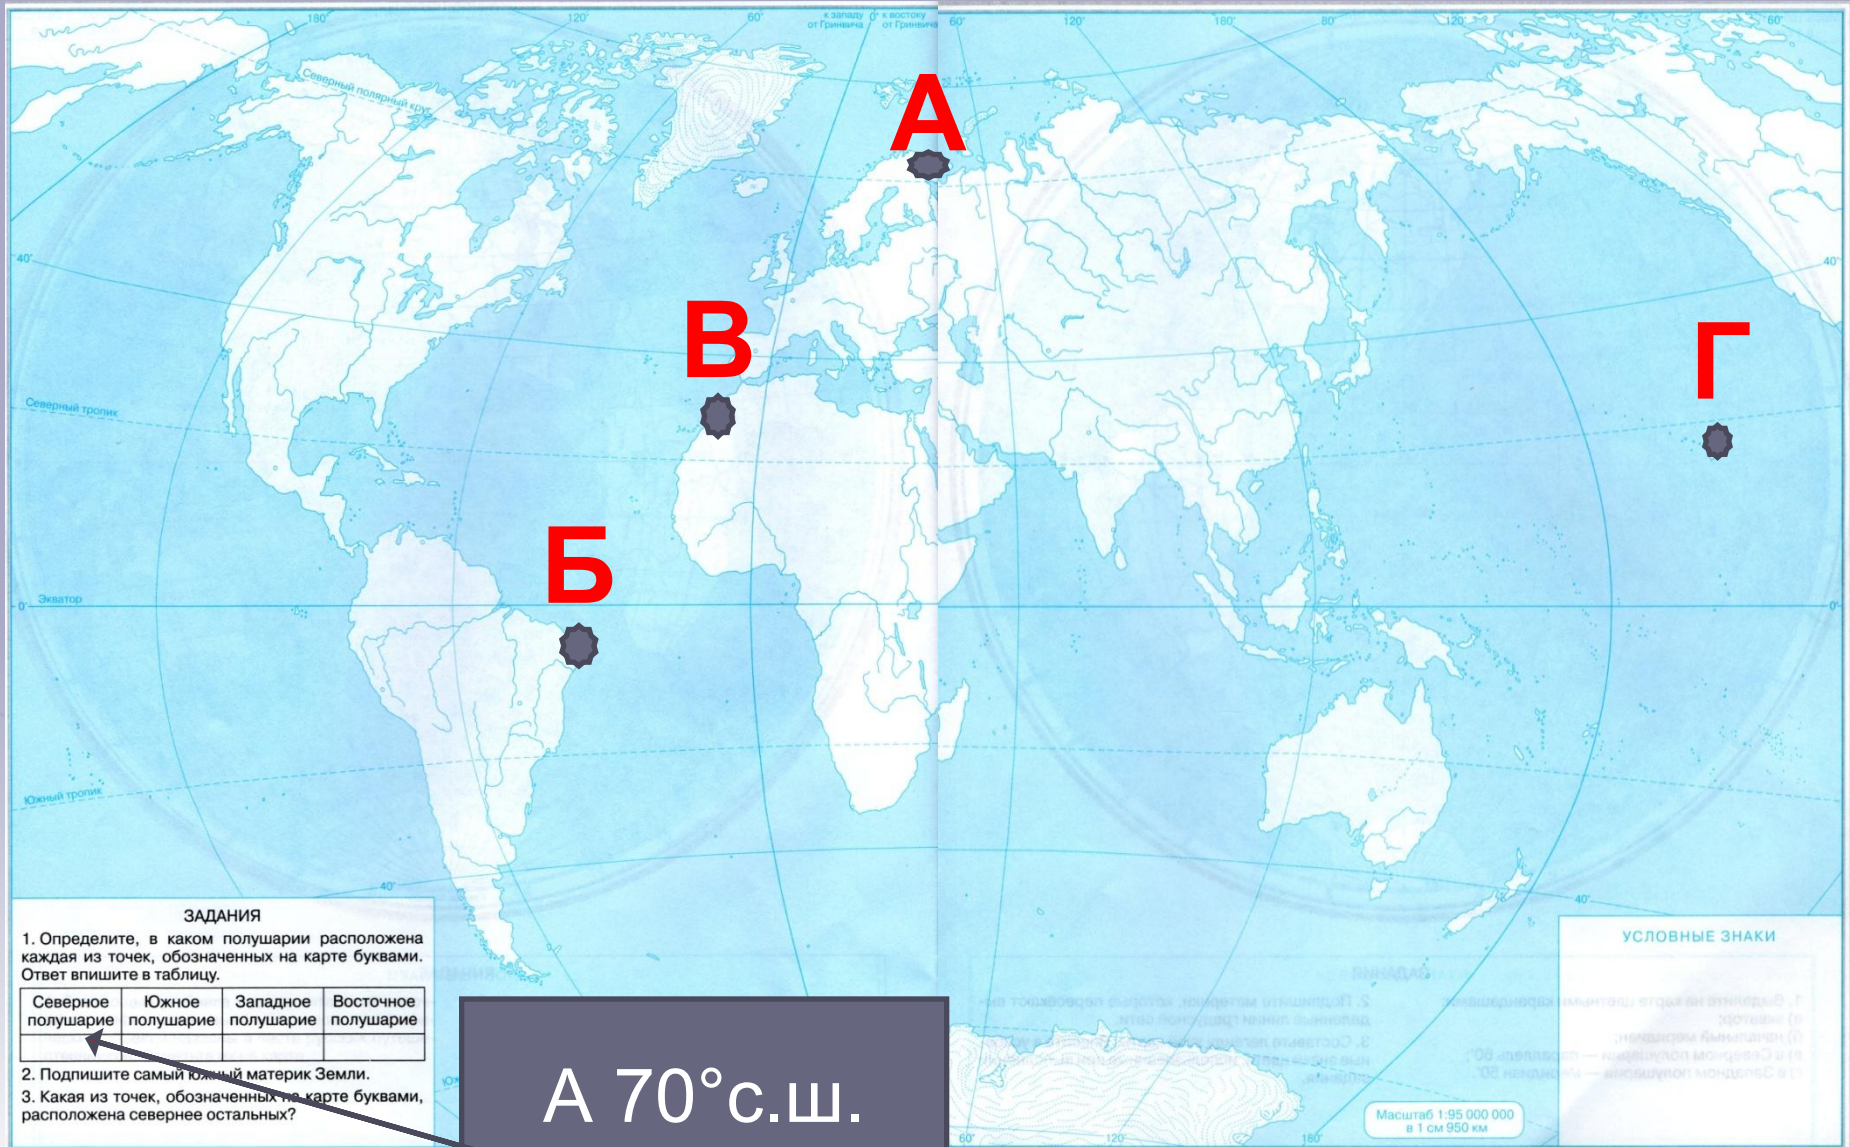 180°
120°
60°
к западу 0° к востоку
от Гринвича от Гринвича
60°
120°
180°
120°
60°
Северный полярный круг
А
40°
40°
В
Г
Северный тропик
Б
0°
Экватор
0°
Южный тропик
40°
40°
ЗАДАНИЯ
1. Определите, в каком полушарии расположена
каждая из точек, обозначенных на карте буквами.
Ответ впишите в таблицу.
Северное полушарие
Южное полушарие
Западное полушарие
Восточное полушарие
2. Подпишите самый южный материк Земли.
3. Какая из точек, обозначенных на карте буквами,
расположена севернее остальных?
А 70°с.ш.
УСЛОВНЫЕ ЗНАКИ
Масштаб 1:95 000 000
в 1 см 950 км
60°
120°
180°